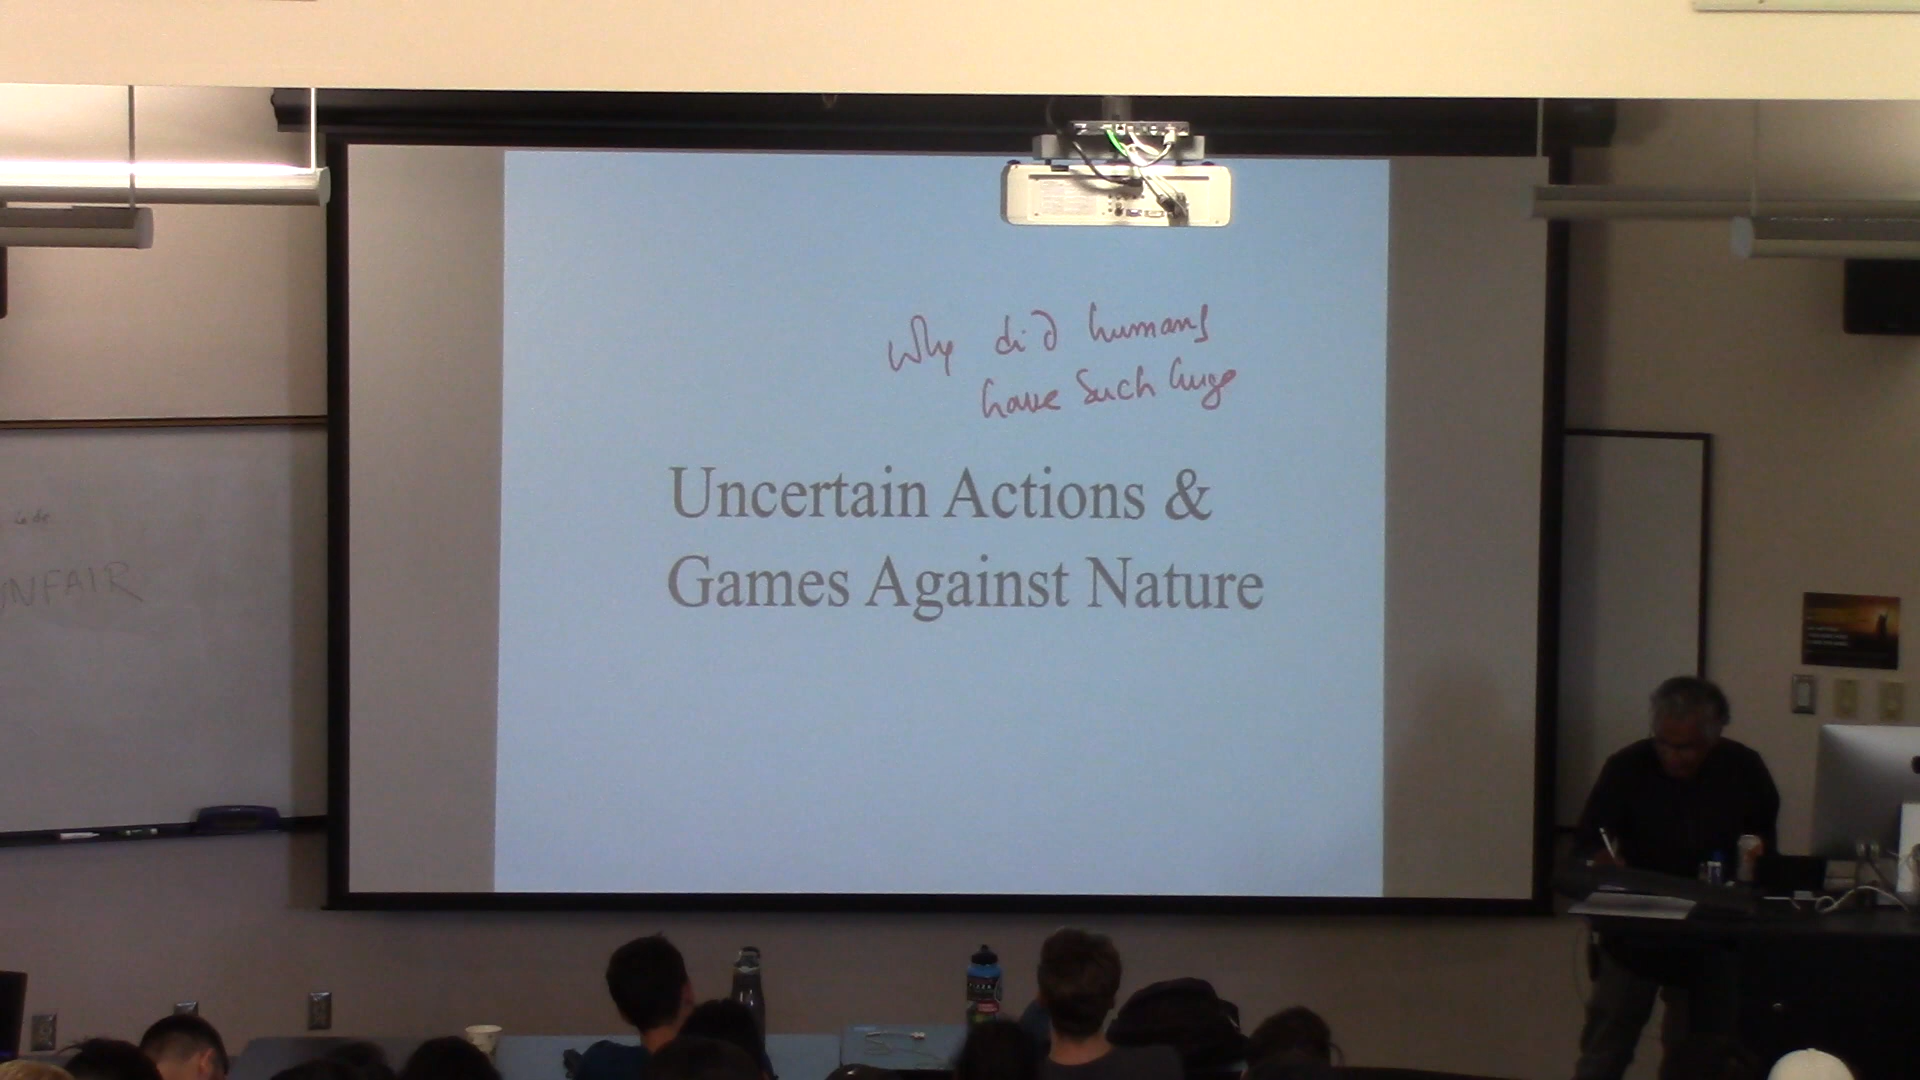 why did humans
have such huge
Uncertain Actions &
Games Against Nature
UNFAIR